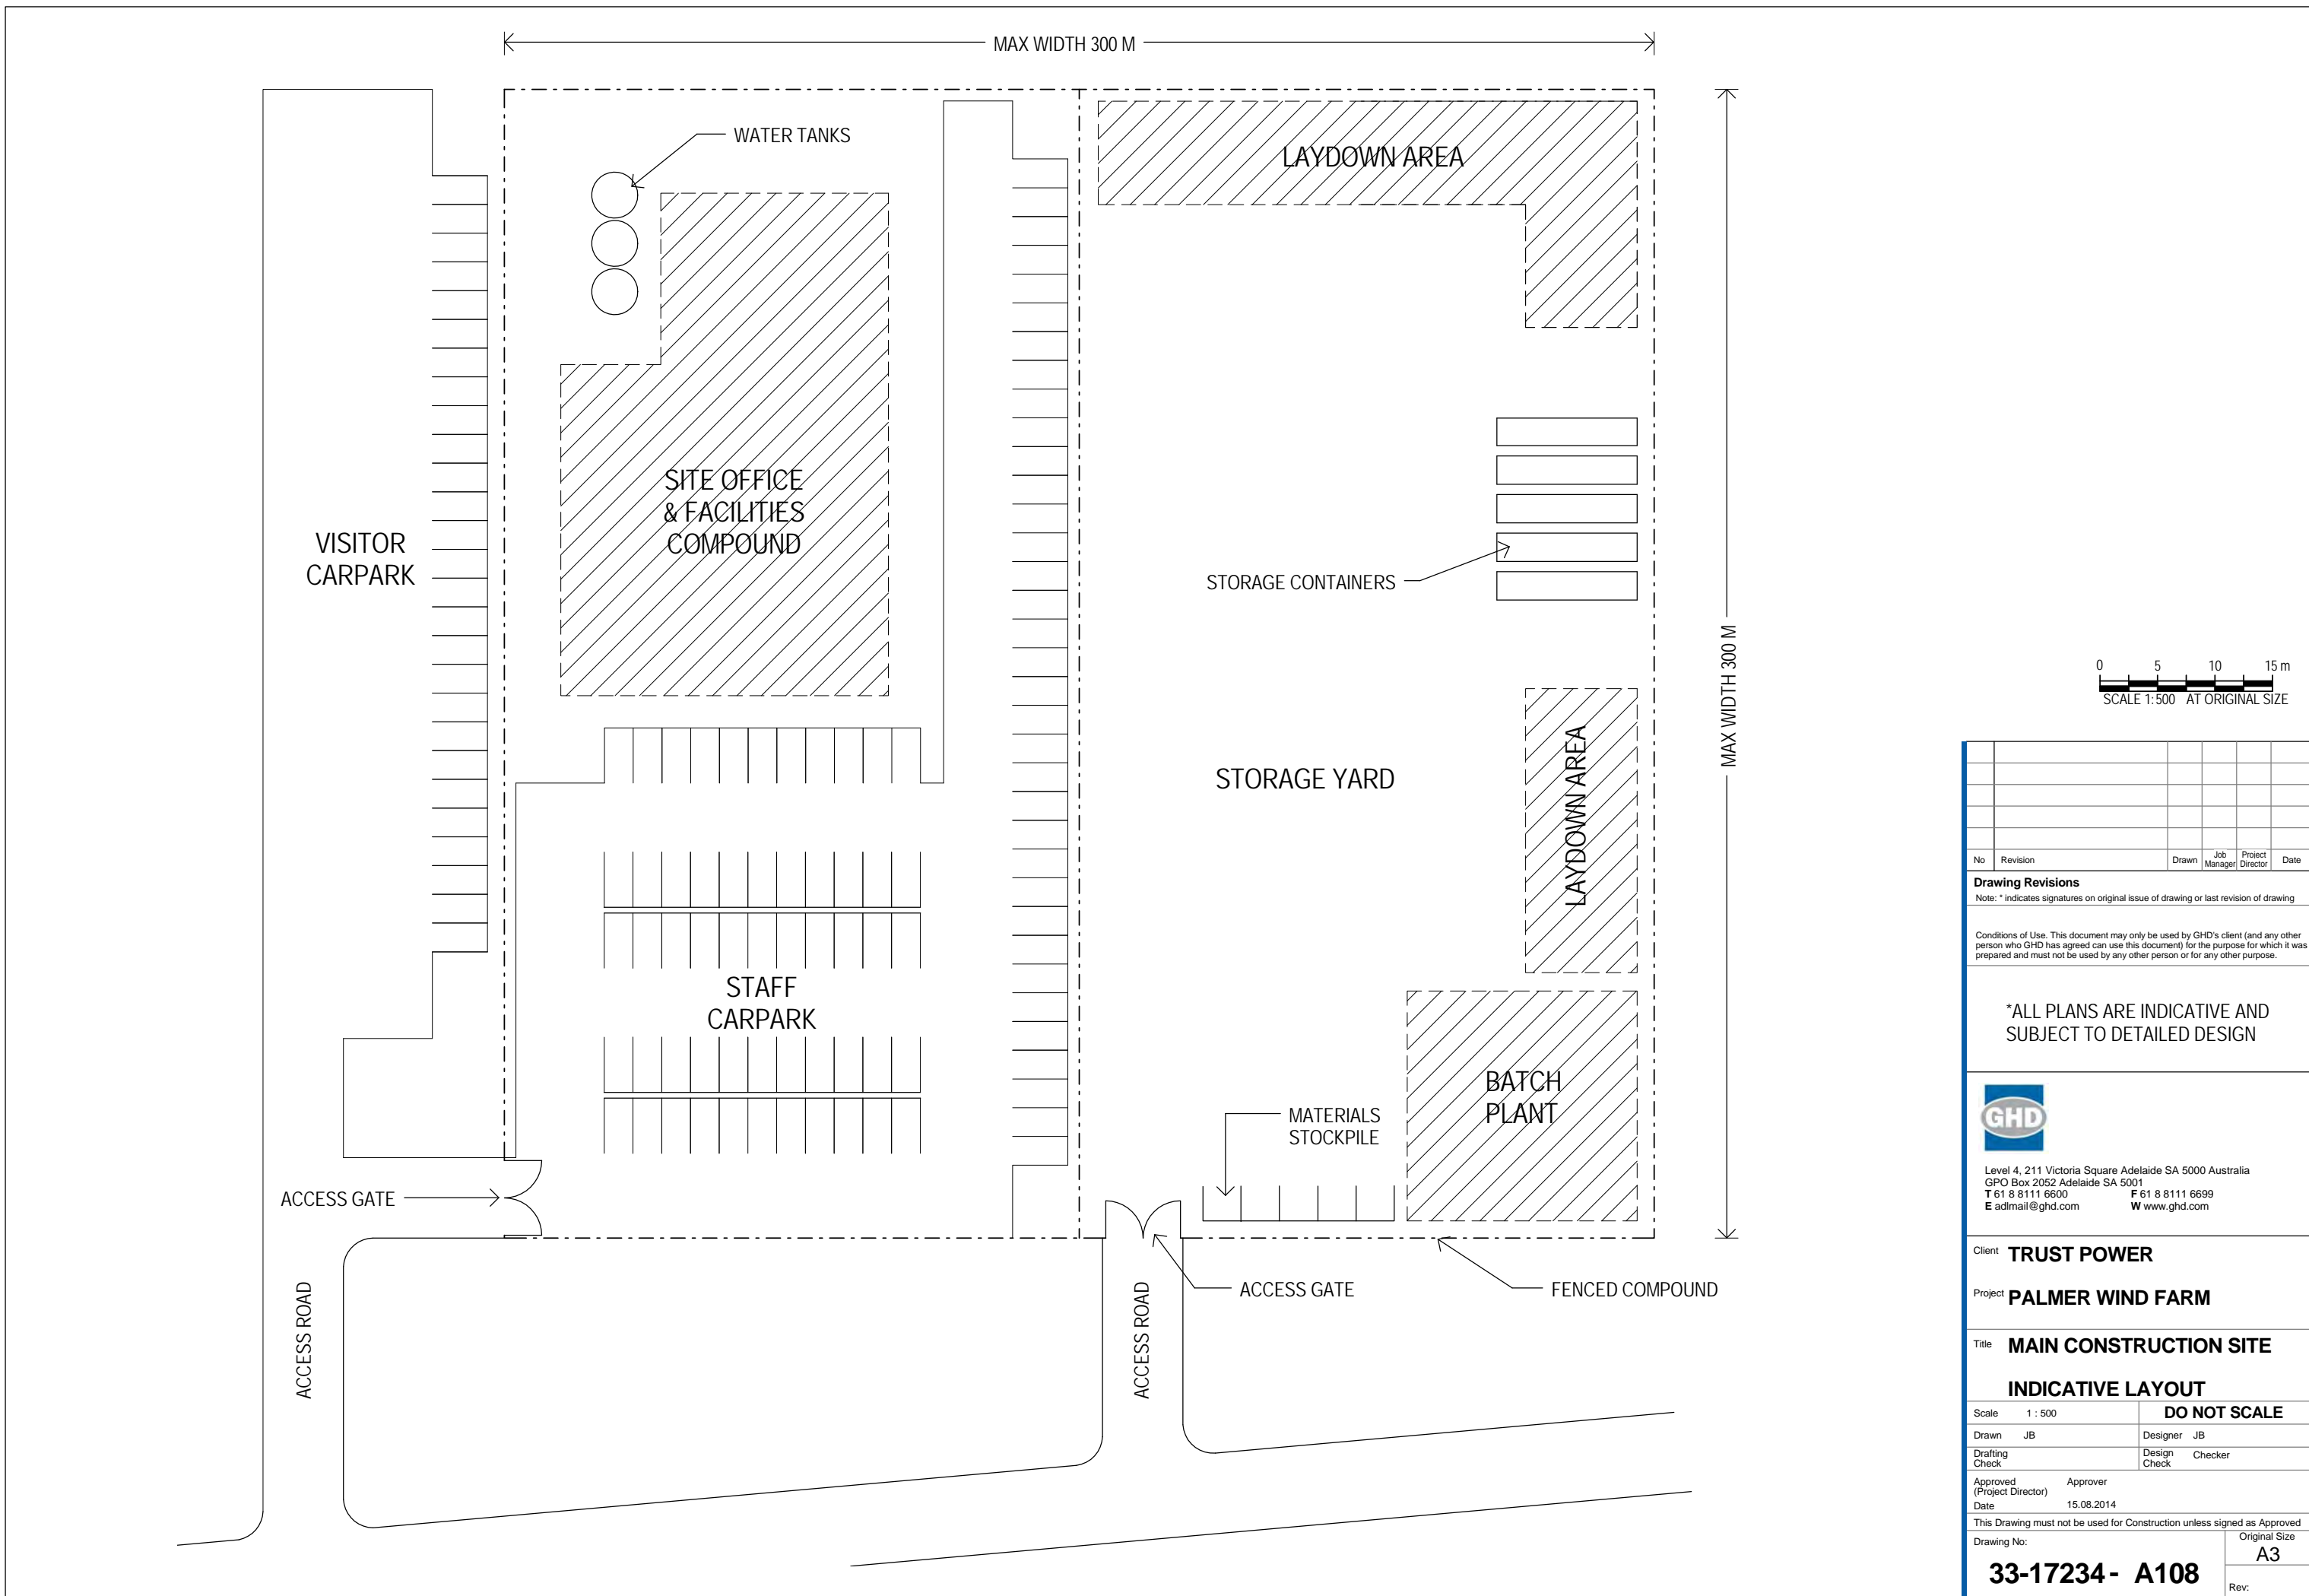 MAX WIDTH 300 M
WATER TANKS
LAYDOWN AREA
SITE OFFICE
& FACILITIES
COMPOUND
VISITOR
CARPARK
STORAGE CONTAINERS
MAX WIDTH 300 M
STORAGE YARD
LAYDOWN AREA
STAFF
CARPARK
BATCH
PLANT
MATERIALS
STOCKPILE
ACCESS GATE
ACCESS GATE
FENCED COMPOUND
ACCESS ROAD
ACCESS ROAD
0 5 10 15 m
SCALE 1:500 AT ORIGINAL SIZE
No Revision Drawn Job Manager Project Director Date
Drawing Revisions
Note: * indicates signatures on original issue of drawing or last revision of drawing
Conditions of Use. This document may only be used by GHD's client (and any other
person who GHD has agreed can use this document) for the purpose for which it was
prepared and must not be used by any other person or for any other purpose.
*ALL PLANS ARE INDICATIVE AND
SUBJECT TO DETAILED DESIGN
GHD
Level 4, 211 Victoria Square Adelaide SA 5000 Australia
GPO Box 2052 Adelaide SA 5001
T 61 8 8111 6600 F 61 8 8111 6699
E adlmail@ghd.com W www.ghd.com
Client TRUST POWER
Project PALMER WIND FARM
Title MAIN CONSTRUCTION SITE
INDICATIVE LAYOUT
Scale 1 : 500 DO NOT SCALE
Drawn JB Designer JB
Drafting Check Design Check Checker
Approved (Project Director) Approver
Date 15.08.2014
This Drawing must not be used for Construction unless signed as Approved
Drawing No: Original Size
A3
33-17234- A108
Rev: